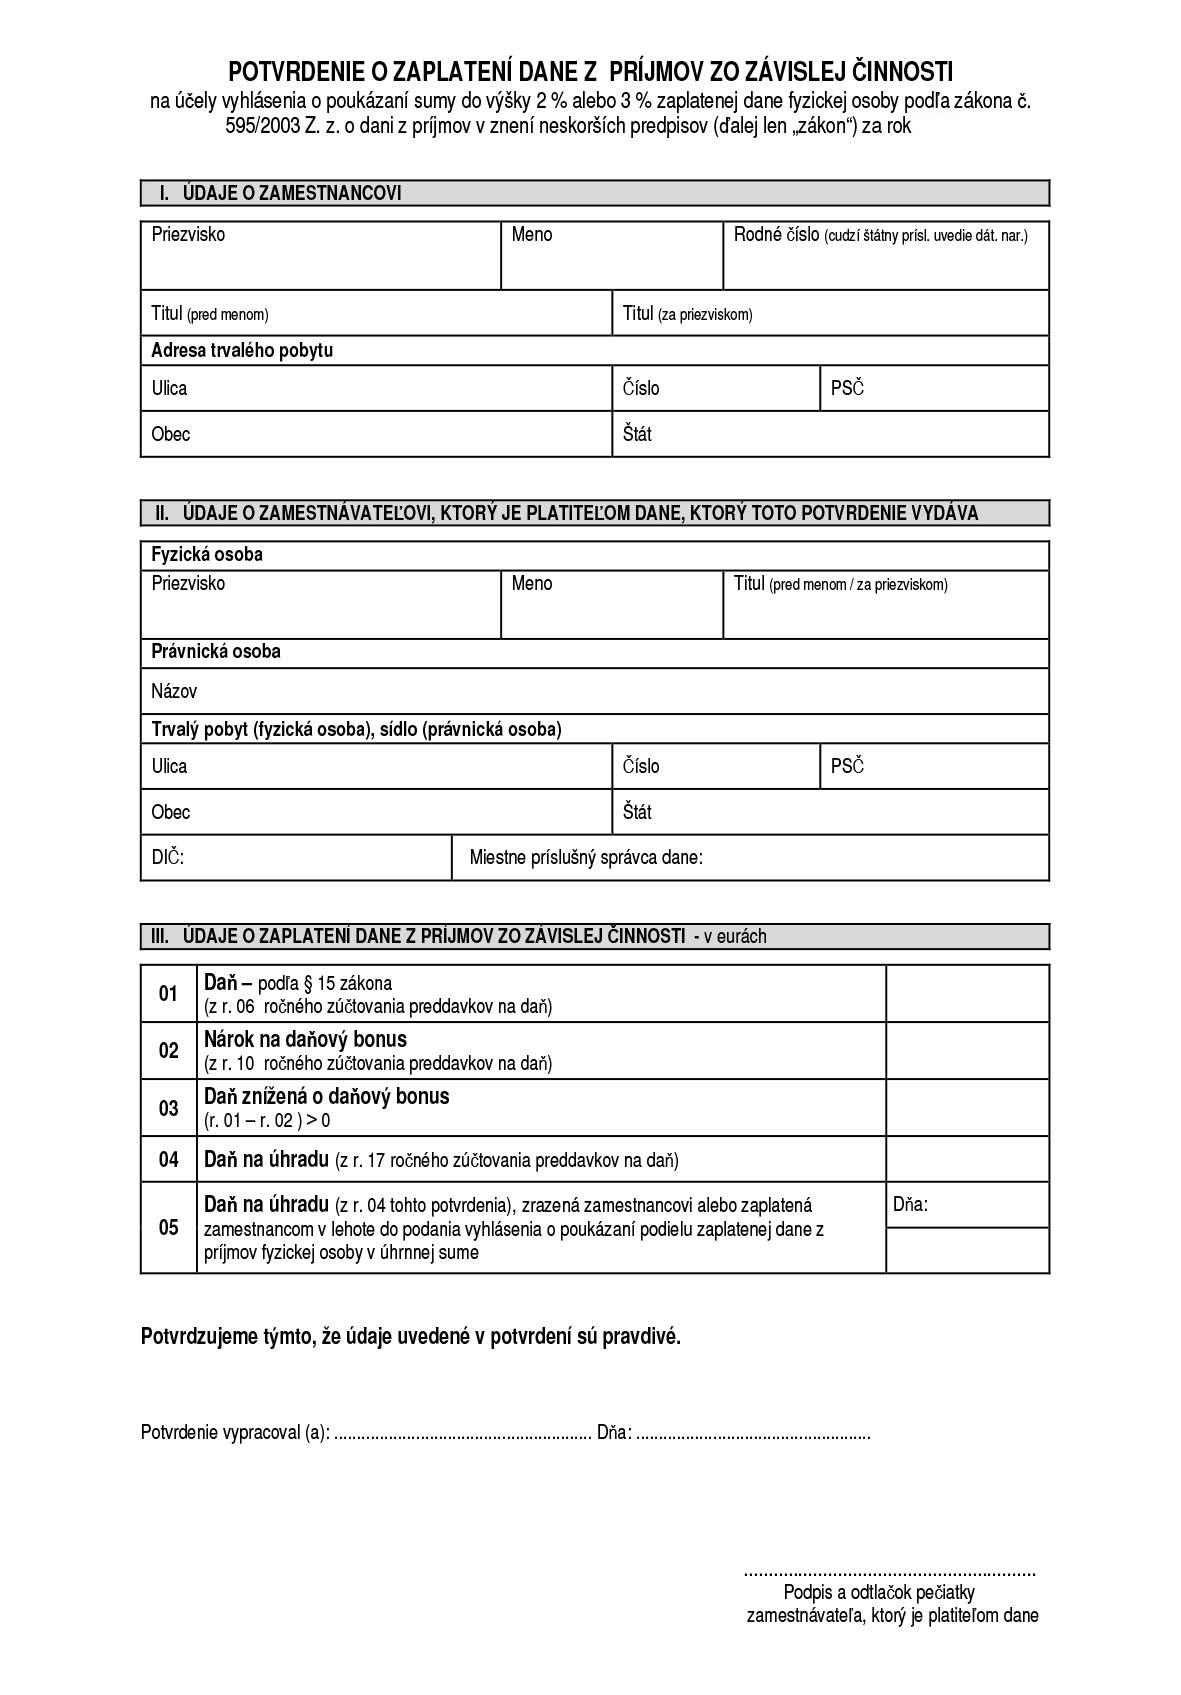 POTVRDENIE O ZAPLATENÍ DANE Z  PRÍJMOV ZO ZÁVISLEJ ČINNOSTI
na účely vyhlásenia o poukázaní sumy do výšky 2 % alebo 3 % zaplatenej dane fyzickej osoby podľa zákona č.
595/2003 Z. z. o dani z príjmov v znení neskorších predpisov (ďalej len „zákon“) za rok
I. ÚDAJE O ZAMESTNANCOVI
Priezvisko Meno Rodné číslo (cudzí štátny prísl. uvedie dát. nar.)
Titul (pred menom) Titul (za priezviskom)
Adresa trvalého pobytu
Ulica Číslo PSČ
Obec Štát
II. ÚDAJE O ZAMESTNÁVATEĽOVI, KTORÝ JE PLATITEĽOM DANE, KTORÝ TOTO POTVRDENIE VYDÁVA
Fyzická osoba
Priezvisko Meno Titul (pred menom / za priezviskom)
Právnická osoba
Názov
Trvalý pobyt (fyzická osoba), sídlo (právnická osoba)
Ulica Číslo PSČ
Obec Štát
DIČ: Miestne príslušný správca dane:
III. ÚDAJE O ZAPLATENÍ DANE Z PRÍJMOV ZO ZÁVISLEJ ČINNOSTI - v eurách
01 Daň – podľa § 15 zákona
(z r. 06 ročného zúčtovania preddavkov na daň)
02 Nárok na daňový bonus
(z r. 10 ročného zúčtovania preddavkov na daň)
03 Daň znížená o daňový bonus
(r. 01 – r. 02 ) > 0
04 Daň na úhradu (z r. 17 ročného zúčtovania preddavkov na daň)
05 Daň na úhradu (z r. 04 tohto potvrdenia), zrazená zamestnancovi alebo zaplatená Dňa:
zamestnancom v lehote do podania vyhlásenia o poukázaní podielu zaplatenej dane z
príjmov fyzickej osoby v úhrnnej sume
Potvrdzujeme týmto, že údaje uvedené v potvrdení sú pravdivé.
Potvrdenie vypracoval (a): ......................................................... Dňa: ....................................................
...........................................................
Podpis a odtlačok pečiatky
zamestnávateľa, ktorý je platiteľom dane